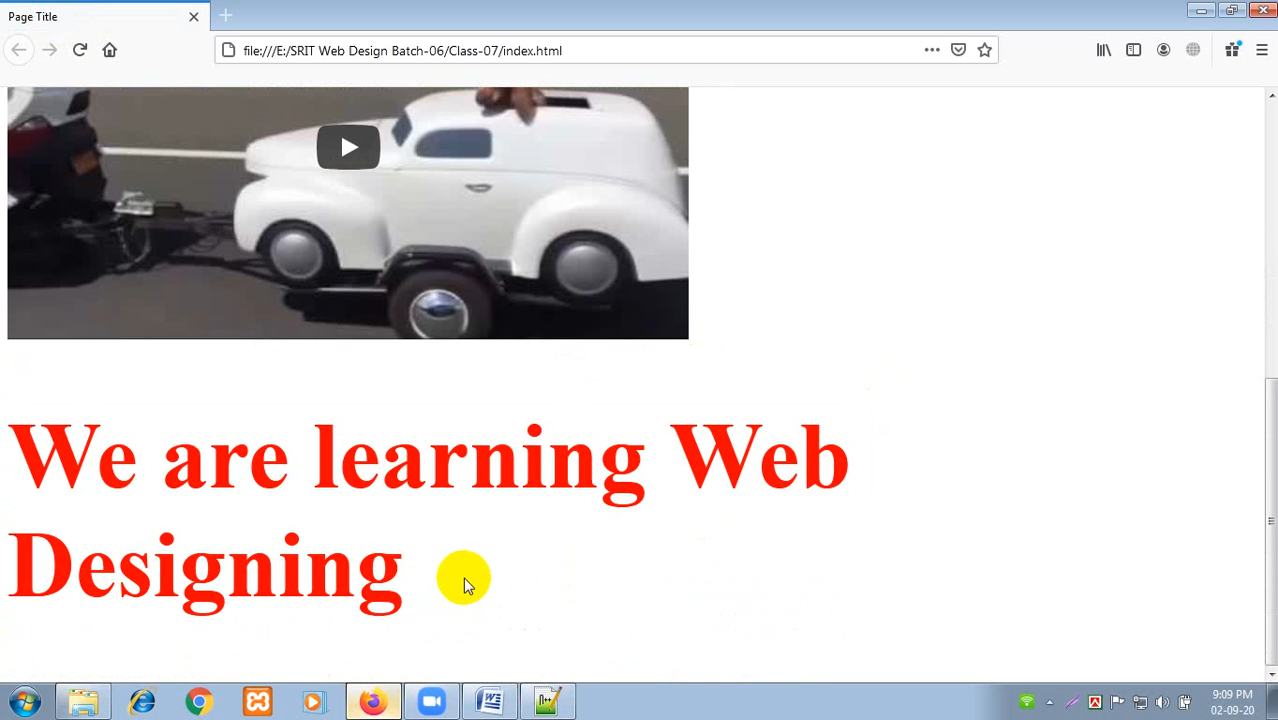 Page Title
file:///E:/SRIT Web Design Batch-06/Class-07/index.html
We are learning Web
Designing
9:09 PM
02-09-20